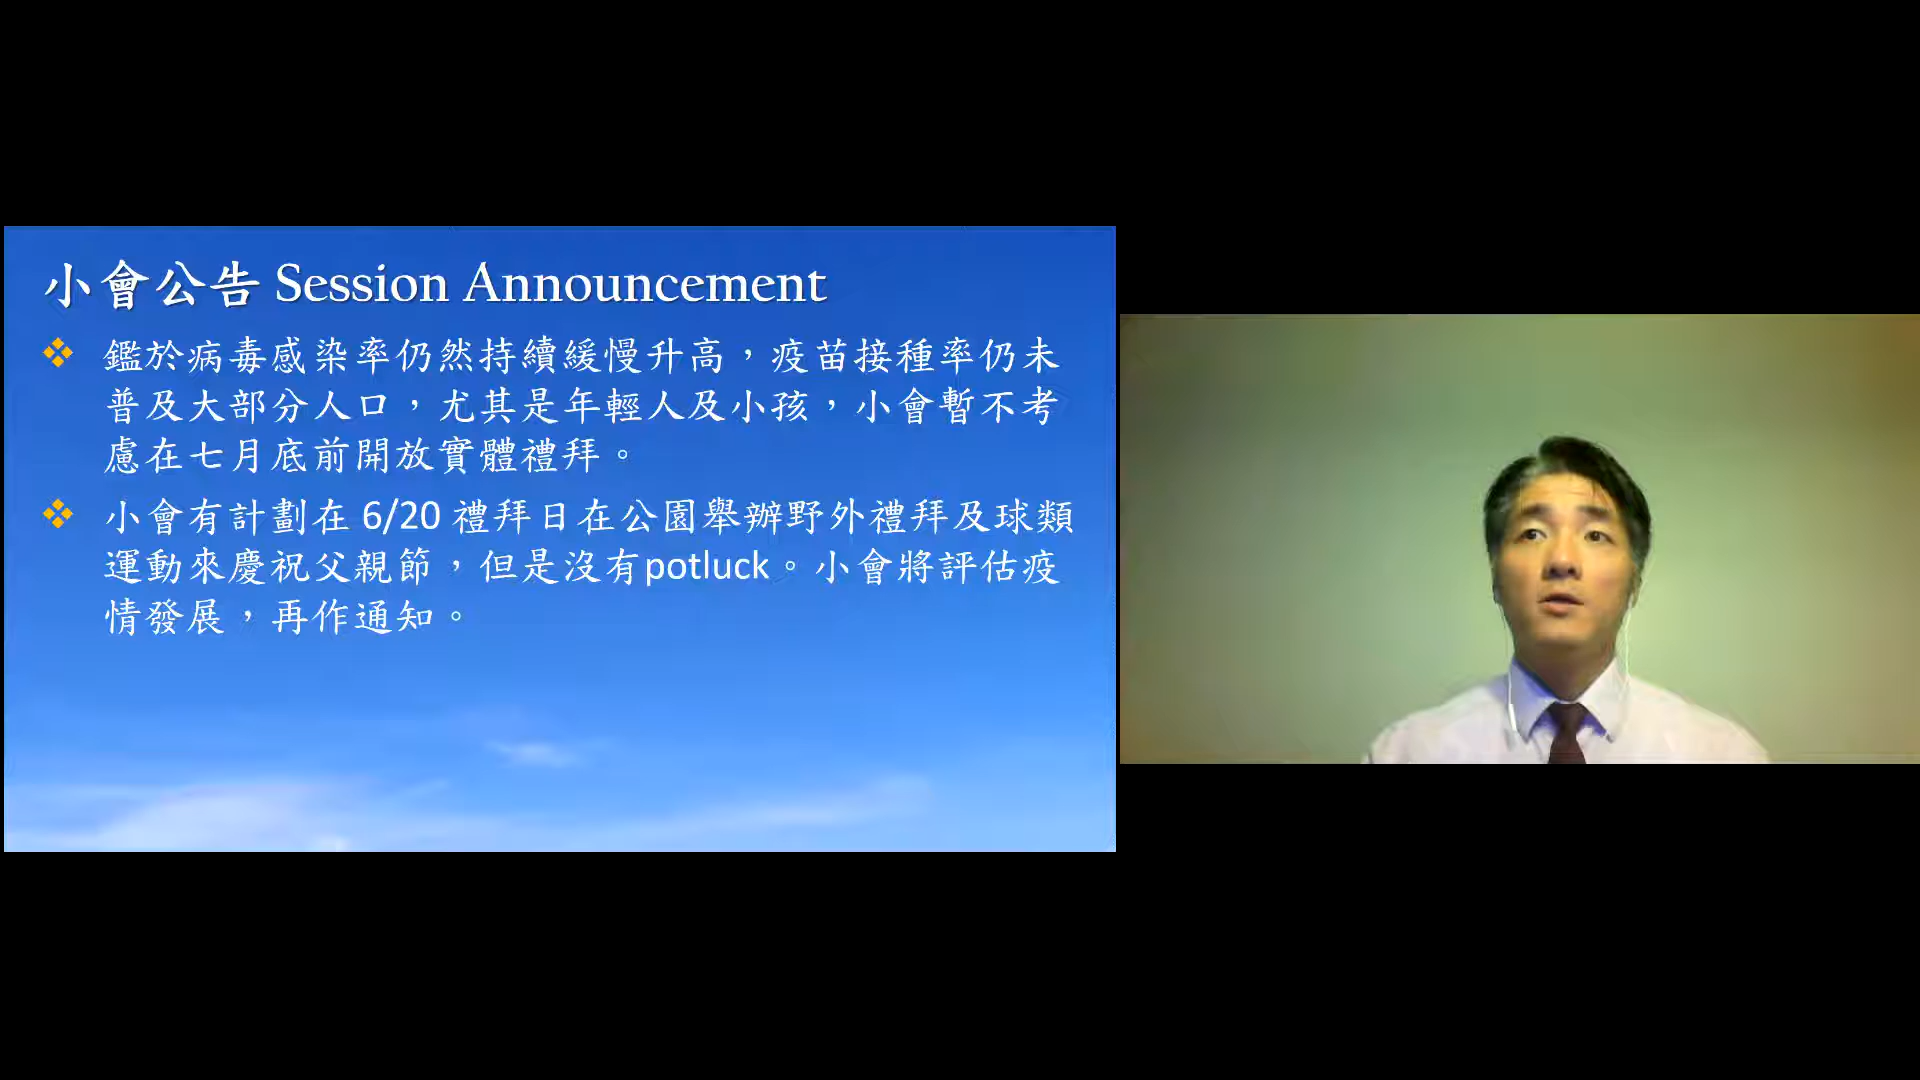 小會公告 Session Announcement
鑑於病毒感染率仍然持續緩慢升高，疫苗接種率仍未
普及大部分人口，尤其是年輕人及小孩，小會暫不考
慮在七月底前開放實體禮拜。
小會有計劃在 6/20 禮拜日在公園舉辦野外禮拜及球類
運動來慶祝父親節，但是沒有potluck。小會將評估疫
情發展，再作通知。